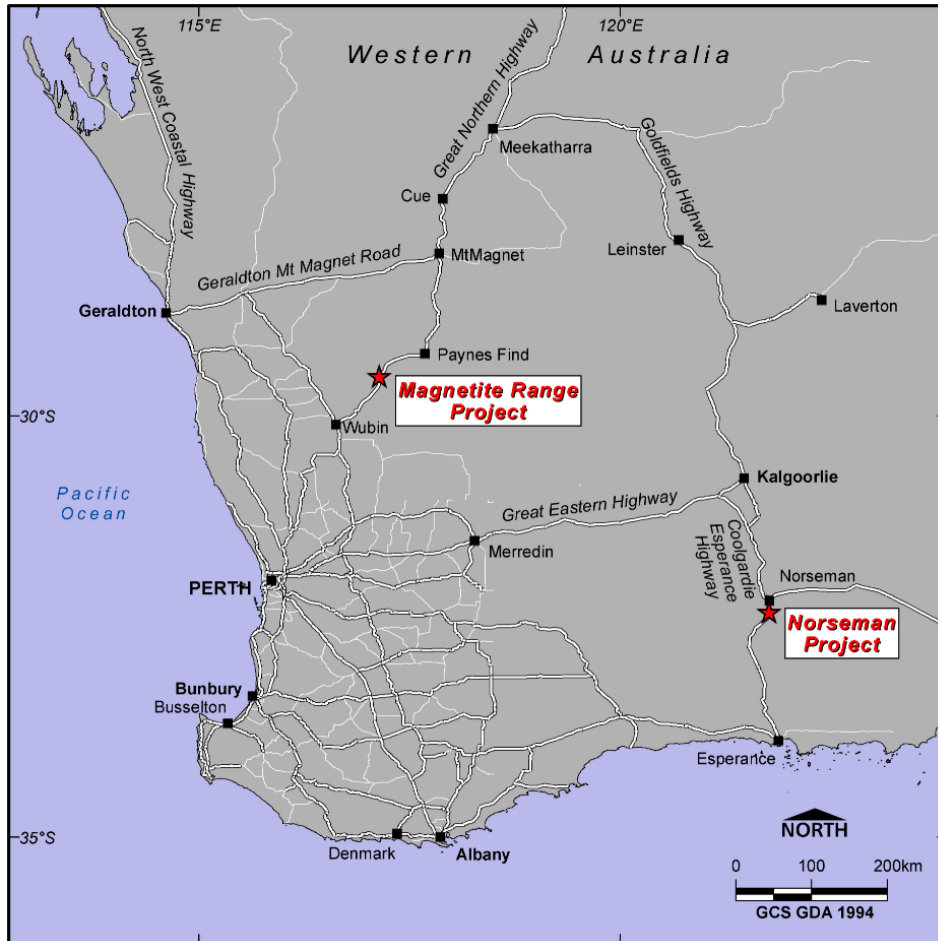 115°E
120°E
Western Australia
North West Coastal Highway
Great Northern Highway
Meekatharra
Goldfields Highway
Cue
Leinster
MtMagnet
Geraldton Mt Magnet Road
Laverton
Geraldton
Paynes Find
Magnetite Range
Project
30°S
Wubin
Kalgoorlie
Pacific
Ocean
Great Eastern Highway
Coolgardie
Esperance
Highway
Merredin
PERTH
Norseman
Norseman
Project
Bunbury
Busselton
Esperance
35°S
Denmark
Albany
NORTH
0 100 200km
GCS GDA 1994